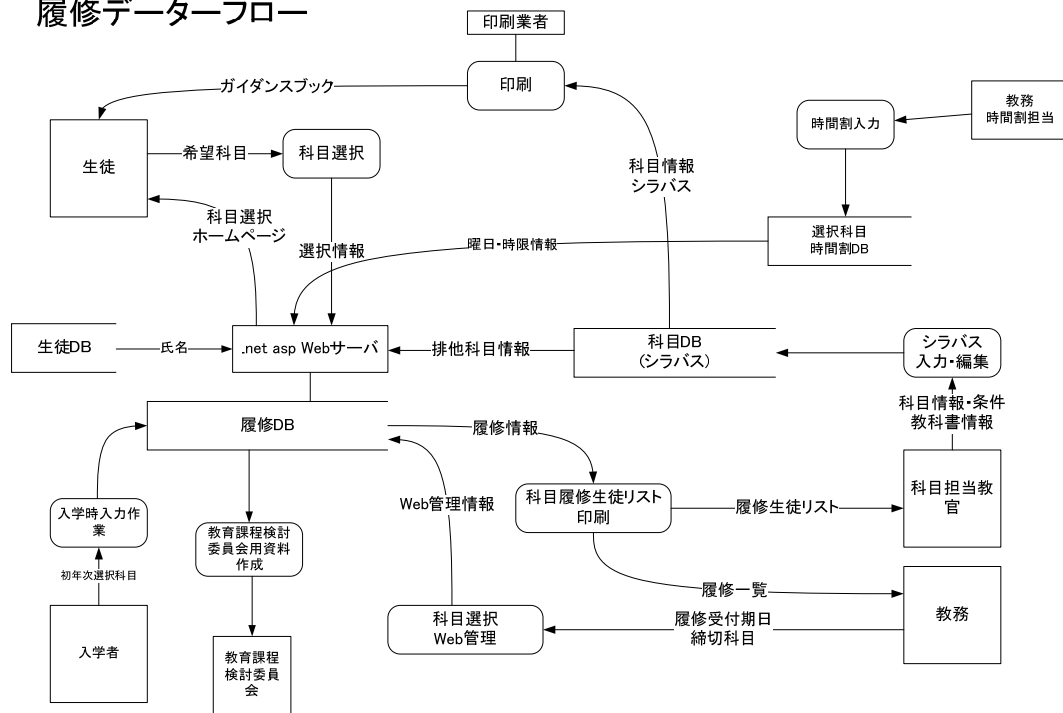 履修データーフロー
印刷業者
印刷
ガイダンスブック
教務
時間割担当
時間割入力
生徒
希望科目
科目選択
科目情報
シラバス
科目選択
ホームページ
選択情報
曜日・時限情報
選択科目
時間割DB
生徒DB
氏名
.net asp Webサーバ
排他科目情報
科目DB
(シラバス)
シラバス
入力・編集
科目情報・条件
教科書情報
履修DB
履修情報
Web管理情報
科目履修生徒リスト
印刷
履修生徒リスト
科目担当教
官
入学時入力作
業
教育課程検討
委員会用資料
作成
初年次選択科目
履修一覧
入学者
科目選択
Web管理
履修受付期日
締切科目
教務
教育課程
検討委員
会